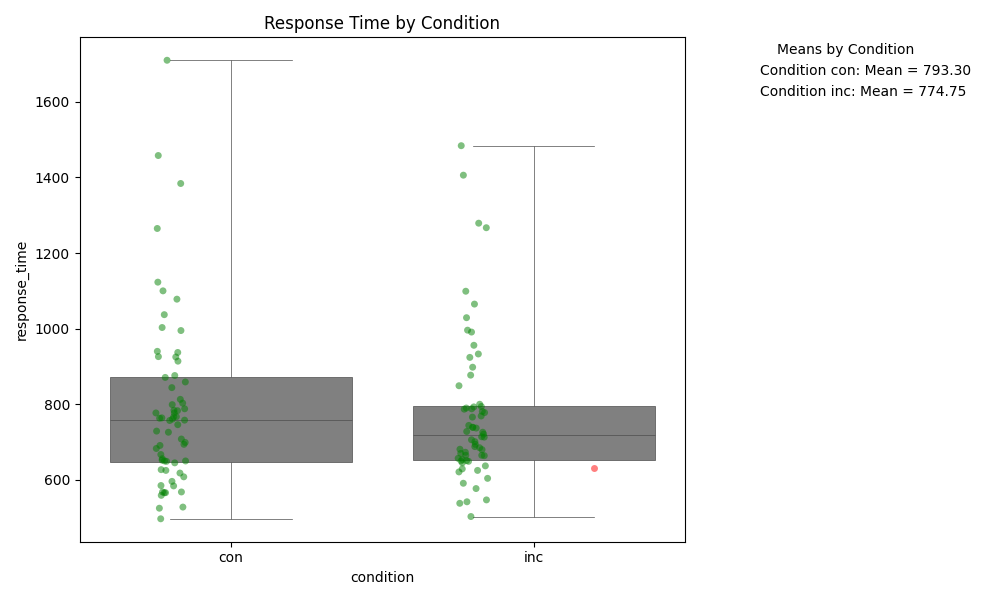 Response Time by Condition
Means by Condition
Condition con: Mean = 793.30
Condition inc: Mean = 774.75
response_time
1600
1400
1200
1000
800
600
con
inc
condition